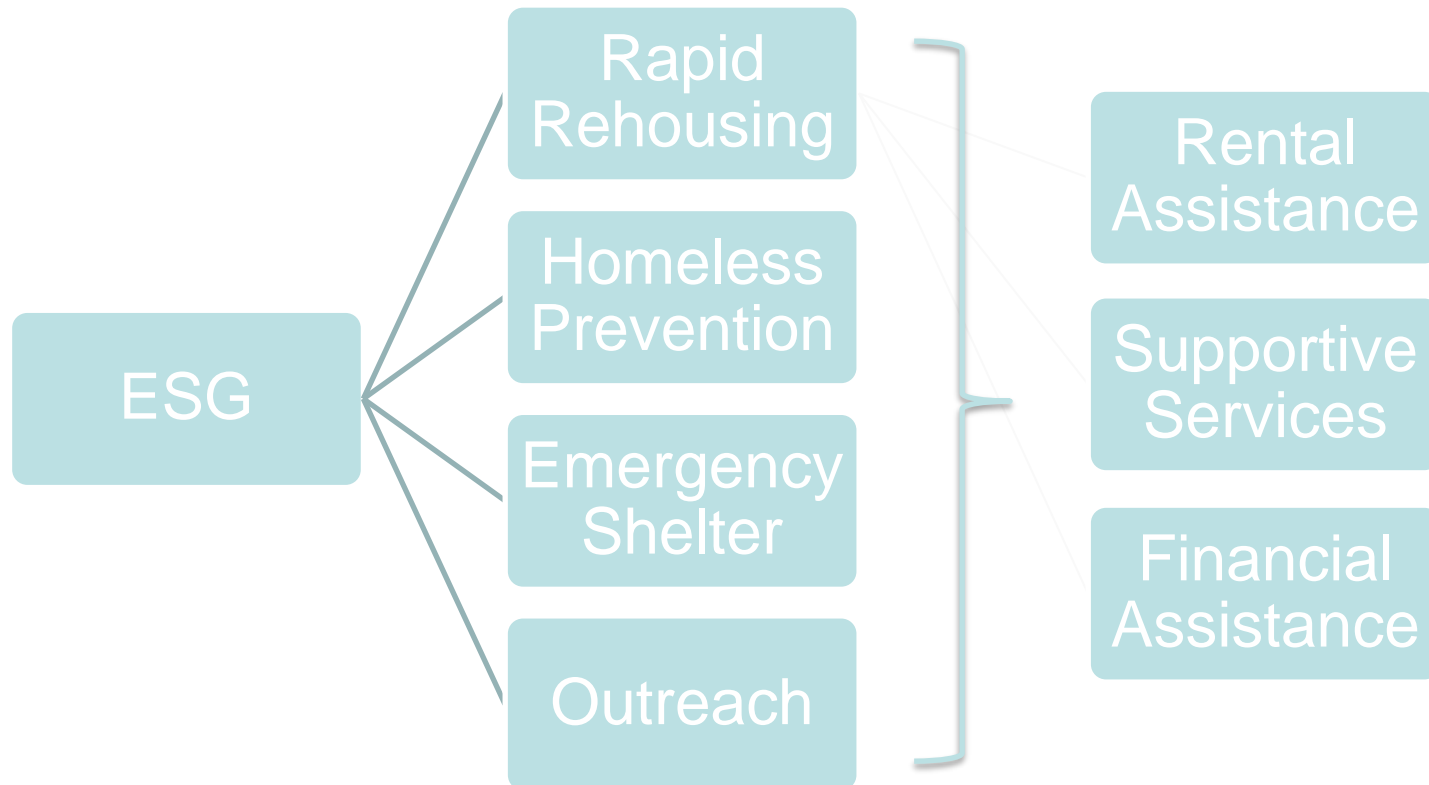 ESG
Rapid
Rehousing
Homeless
Prevention
Emergency
Shelter
Outreach
Rental
Assistance
Supportive
Services
Financial
Assistance